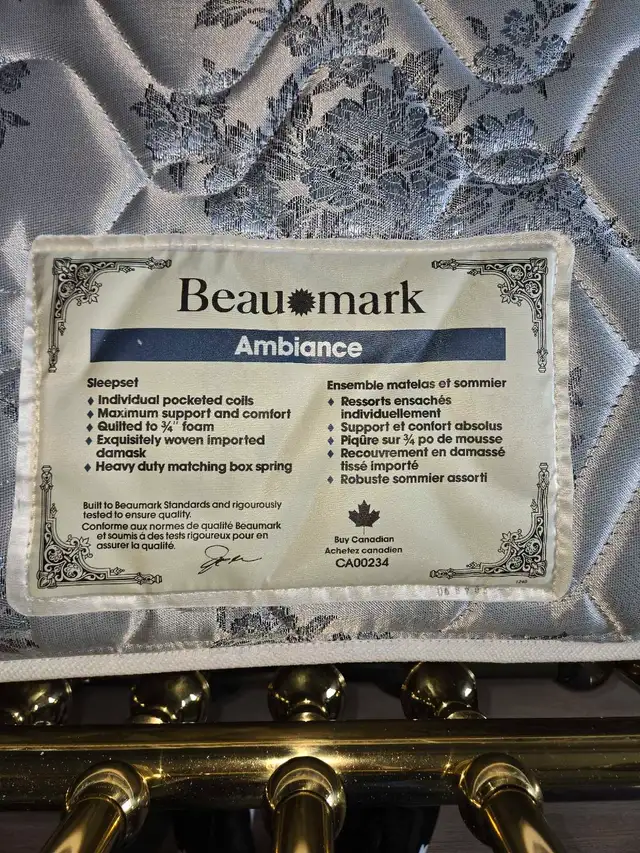 Beau mark
Ambiance
Sleepset
♦ Individual pocketed coils
♦ Maximum support and comfort
♦ Quilted to ¾" foam
♦ Exquisitely woven imported
damask
♦ Heavy duty matching box spring
Built to Beaumark Standards and rigourously
tested to ensure quality.
Conforme aux normes de qualité Beaumark
et soumis à des tests rigoureux pour en
assurer la qualité.
Ensemble matelas et sommier
♦ Ressorts ensachés
individuellement
♦ Support et confort absolus
♦ Piqûre sur ¾ po de mousse
♦ Recouvrement en damassé
tissé importé
♦ Robuste sommier assorti
Buy Canadian
Achetez canadien
CA00234